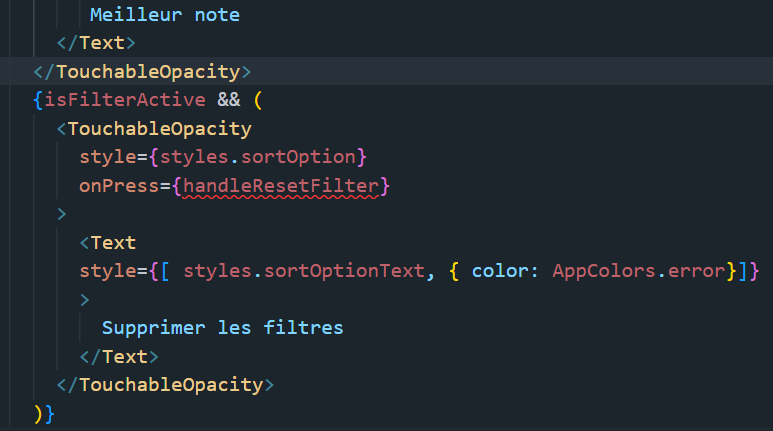 Meilleur note
</Text>
</TouchableOpacity>
{isFilterActive && (
<TouchableOpacity
style={styles.sortOption}
onPress={handleResetFilter}
>
<Text
style={[ styles.sortOptionText, { color: AppColors.error}]}
>
Supprimer les filtres
</Text>
</TouchableOpacity>
)}